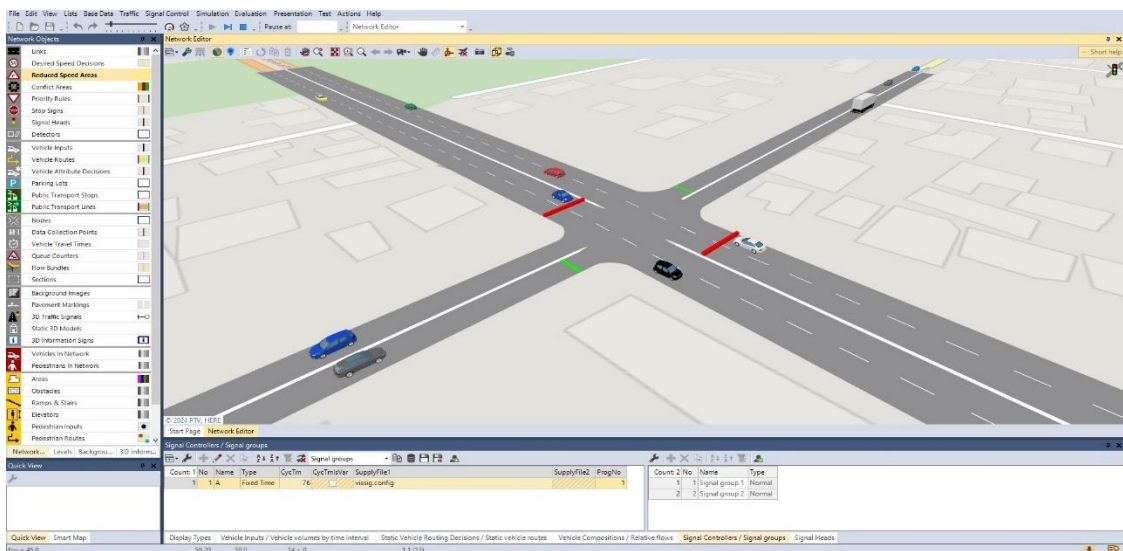 File Edit View Lists Base Data Traffic Signal Control Simulation Evaluation Presentation Test Actions Help
Pause at: Network Editor
Network Objects
Links
Desired Speed Decisions
Reduced Speed Areas
Conflict Areas
Priority Rules
Stop Signs
Signal Heads
Detectors
Vehicle Inputs
Vehicle Routes
Vehicle Attribute Decisions
Parking Lots
Public Transport Stops
Public Transport Lines
Nodes
Data Collection Points
Vehicle Travel Times
Queue Counters
Flow Bundles
Sections
Background Images
Pavement Markings
3D Traffic Signals
Static 3D Models
3D Information Signs
Vehicles In Network
Pedestrians In Network
Areas
Obstacles
Ramps & Stairs
Elevators
Pedestrian Inputs
Pedestrian Routes
Network... Levels Backgrou... 3D inform...
Quick View
Quick View Smart Map
Network Editor
Short help
© 2024 PTV, HERE
Start Page Network Editor
Signal Controllers / Signal groups
Signal groups
Count: 1 No Name Type CycTm CycTmIsVar SupplyFile1 SupplyFile2 ProgNo
1 1 A Fixed Time 76 vissig.config 1
Count: 2 No Name Type
1 1 Signal group 1 Normal
2 2 Signal group 2 Normal
Display Types Vehicle Inputs / Vehicle volumes by time interval Static Vehicle Routing Decisions / Static vehicle routes Vehicle Compositions / Relative flows Signal Controllers / Signal groups Signal Heads